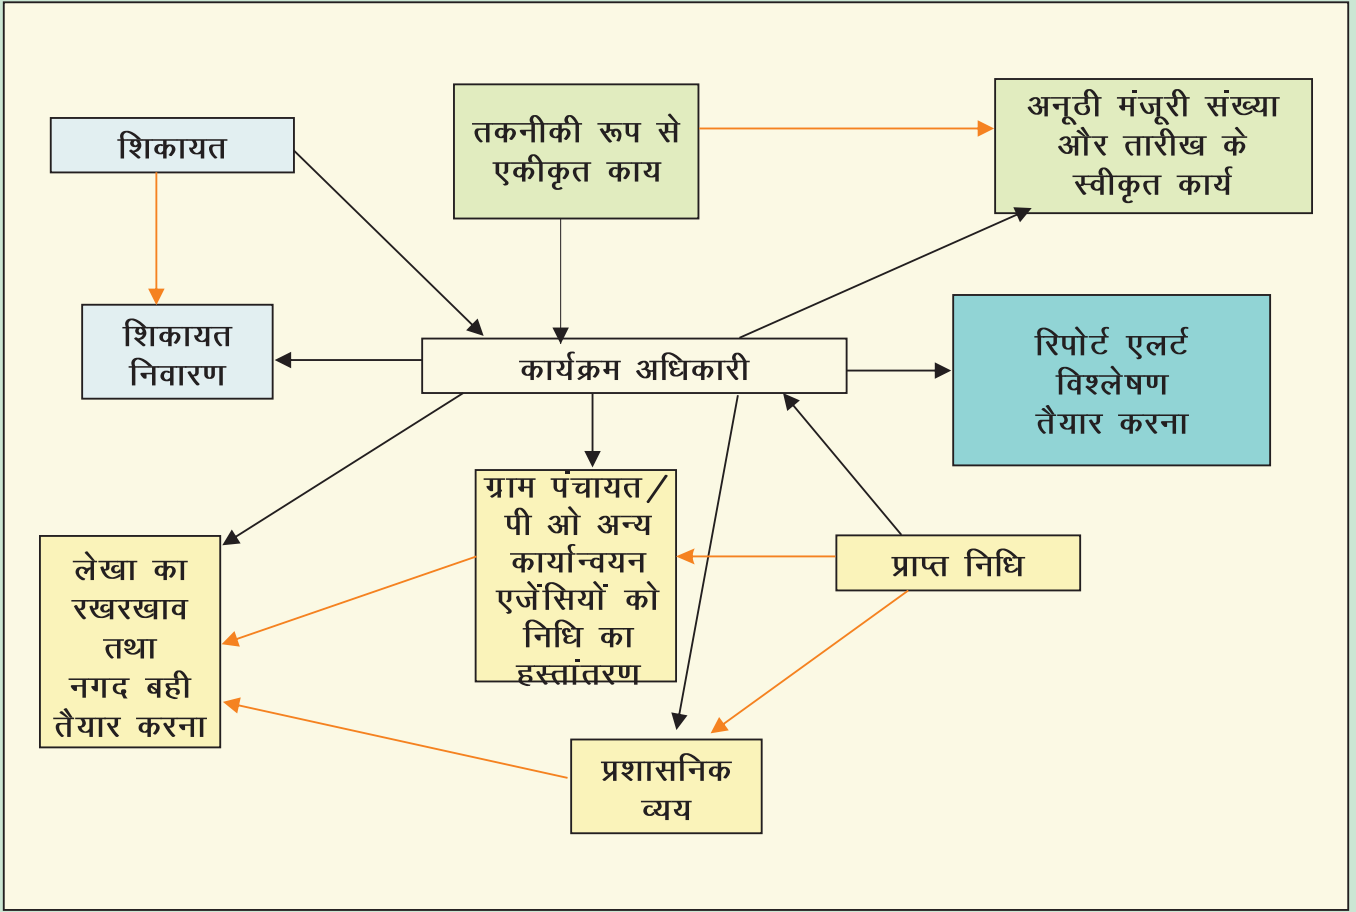 शिकायत
तकनीकी रूप से
एकीकृत काय
अनूठी मंजूरी संख्या
और तारीख के
स्वीकृत कार्य
शिकायत
निवारण
कार्यक्रम अधिकारी
रिपोर्ट एलर्ट
विश्लेषण
तैयार करना
ग्राम पंचायत/
पी ओ अन्य
कार्यान्वयन
एजेंसियों को
निधि का
हस्तांतरण
प्राप्त निधि
लेखा का
रखरखाव
तथा
नगद बही
तैयार करना
प्रशासनिक
व्यय